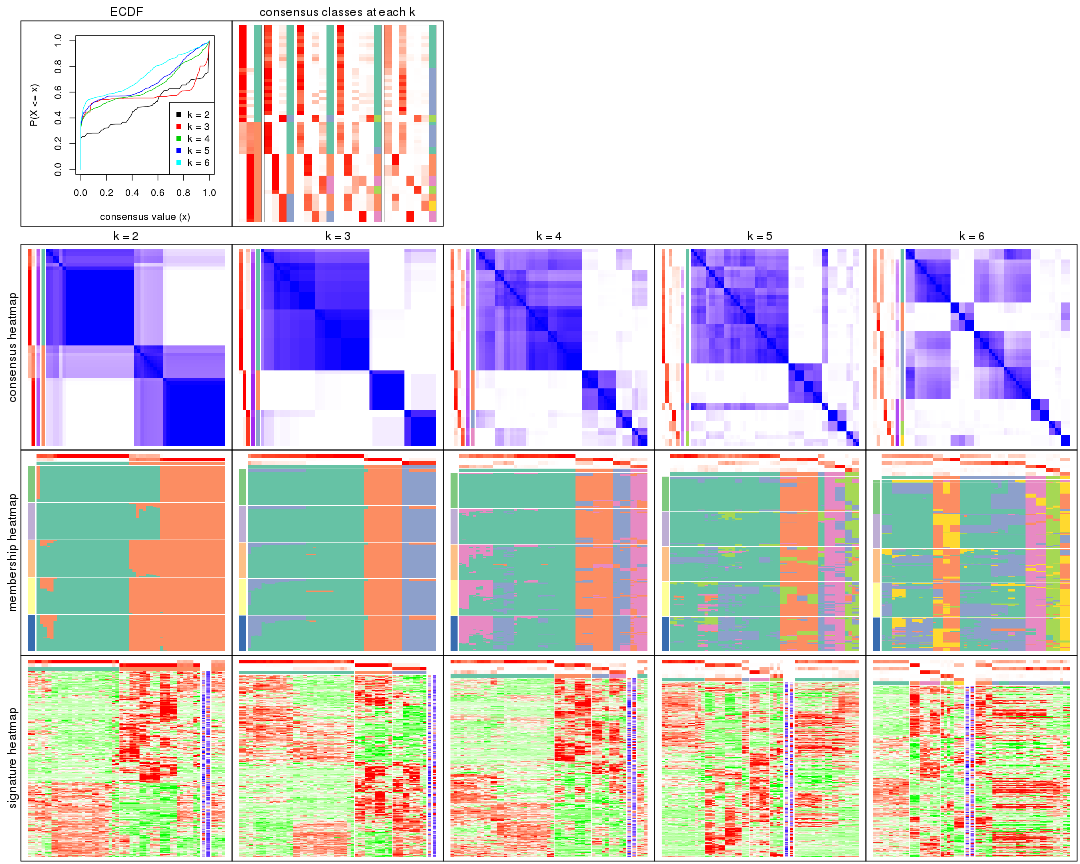 ECDF
consensus classes at each k
P(X <= x)
0.0 0.2 0.4 0.6 0.8 1.0
k = 2
k = 3
k = 4
k = 5
k = 6
0.0 0.2 0.4 0.6 0.8 1.0
consensus value (x)
k = 2
k = 3
k = 4
k = 5
k = 6
consensus heatmap
membership heatmap
signature heatmap